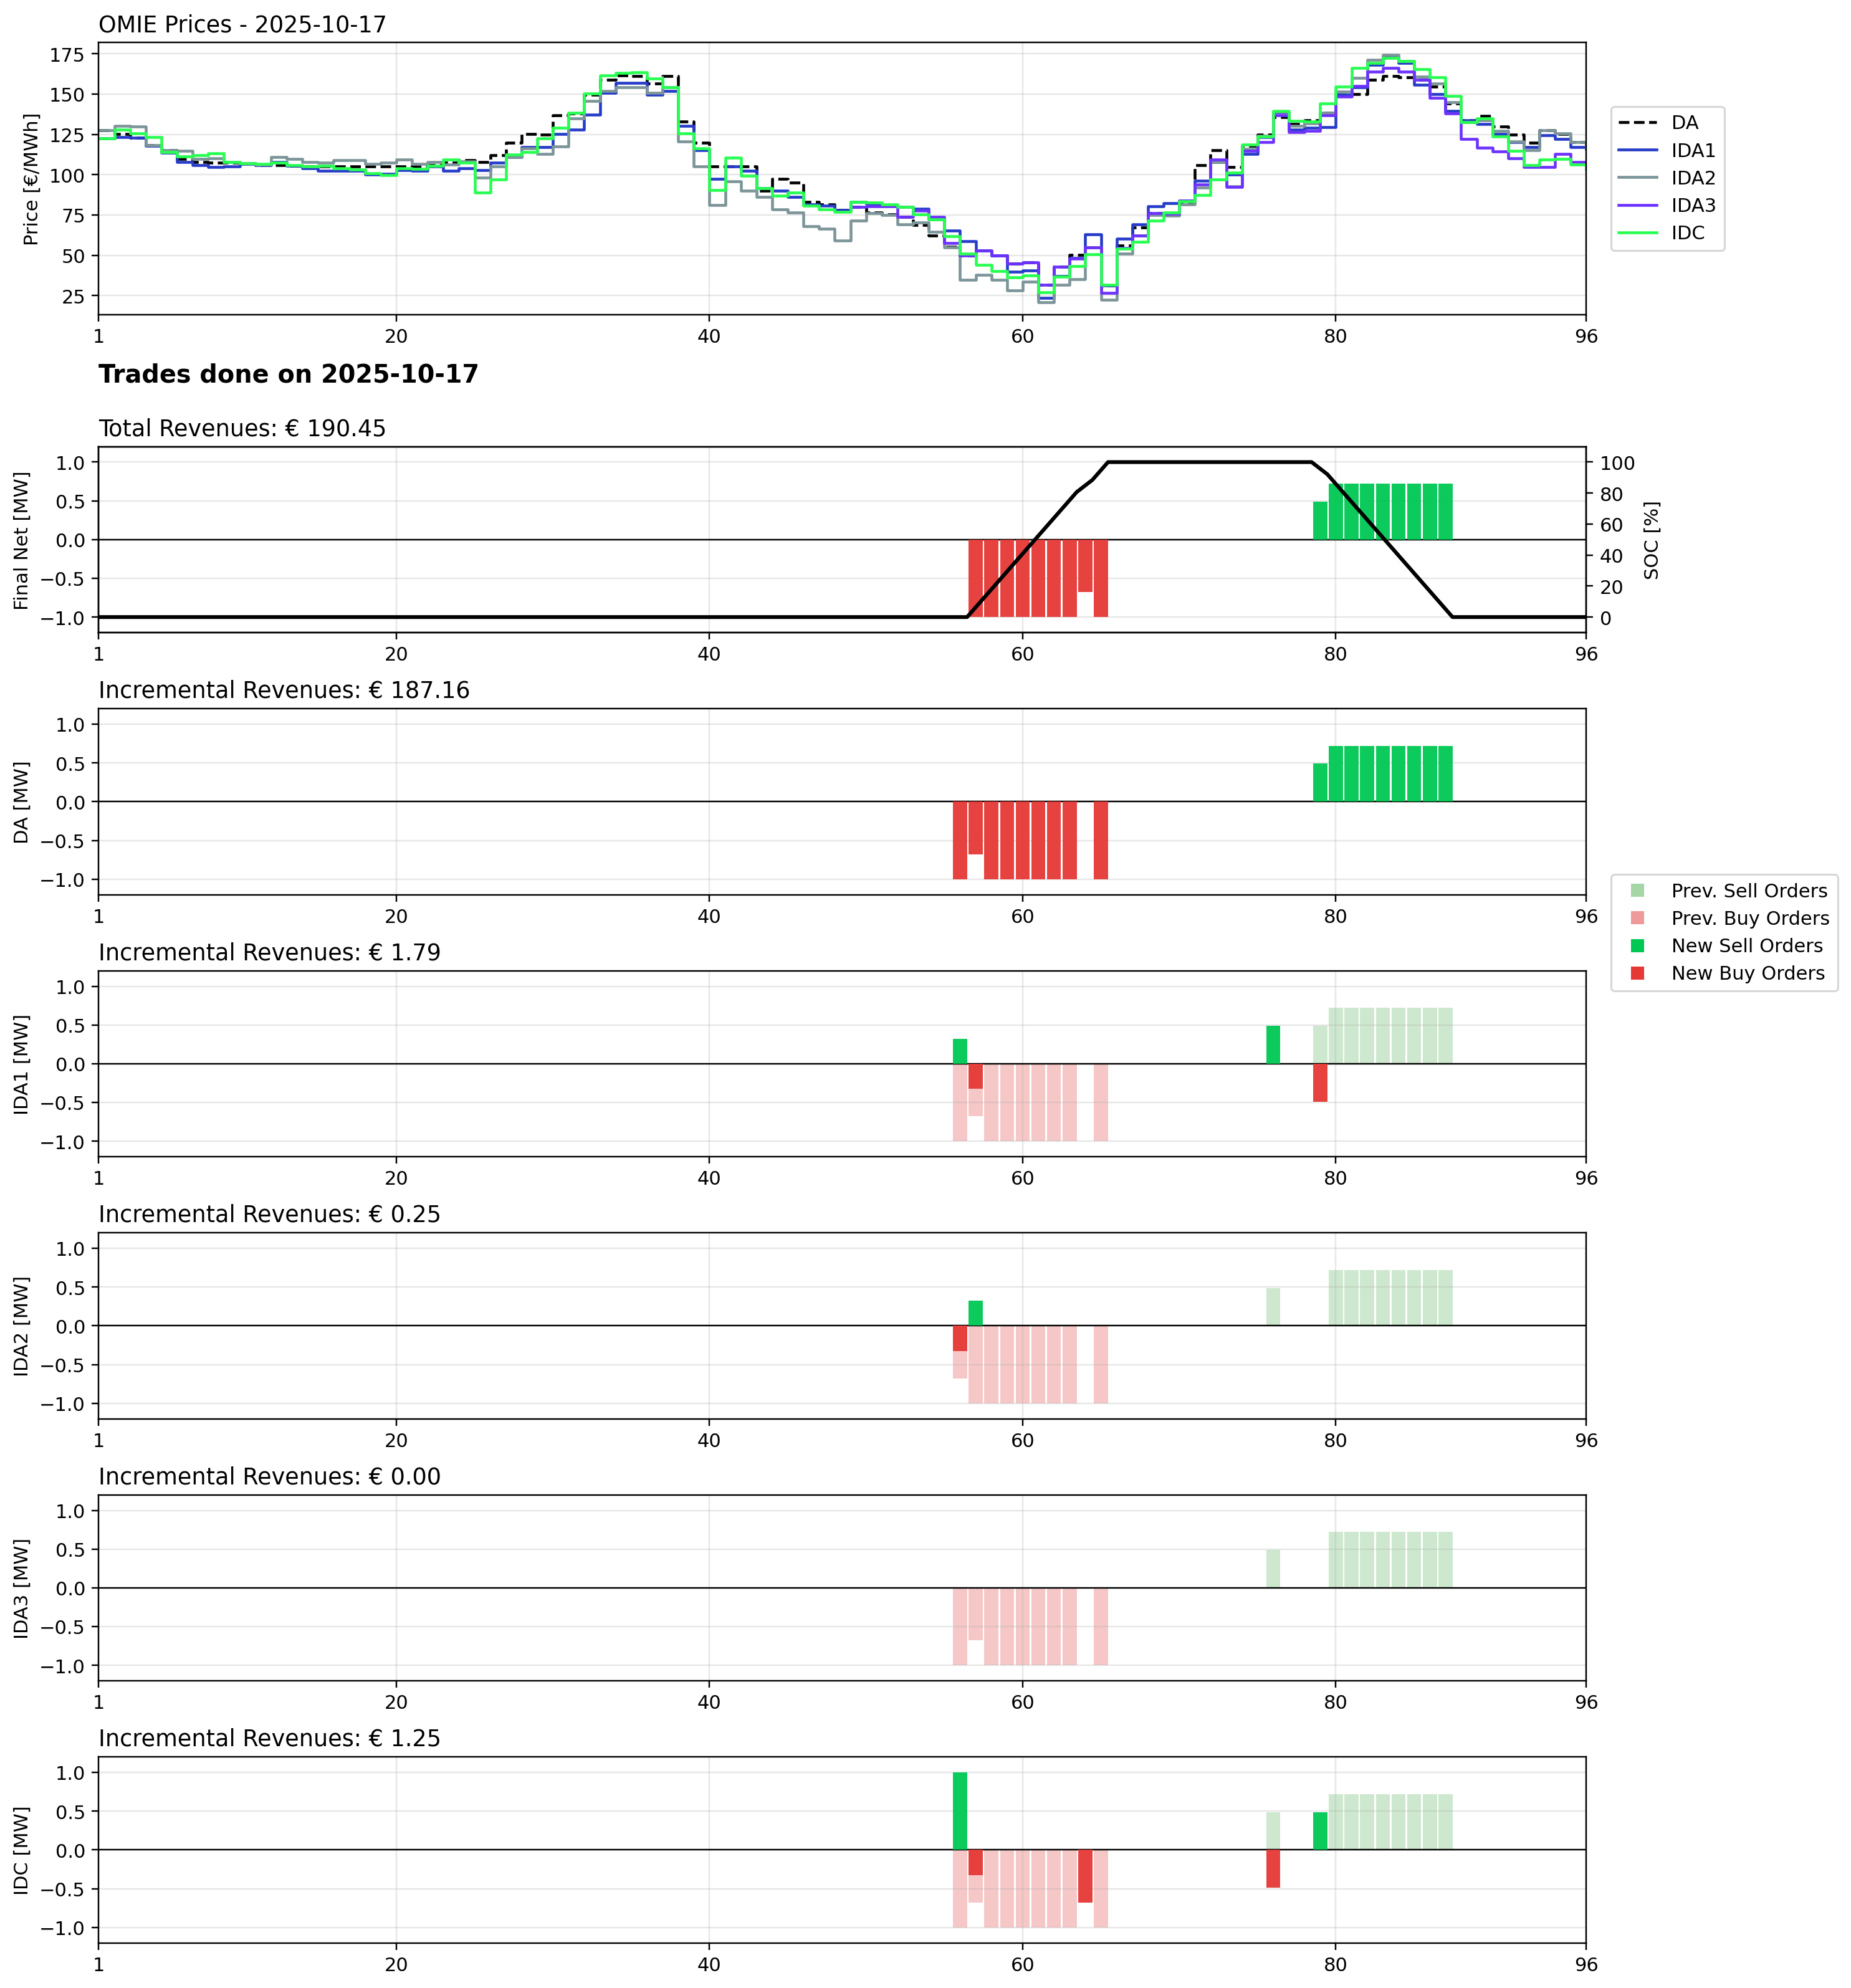 OMIE Prices - 2025-10-17
Price [€/MWh]
175
150
125
100
75
50
25
1 20 40 60 80 96
DA
IDA1
IDA2
IDA3
IDC
Trades done on 2025-10-17
Total Revenues: € 190.45
Final Net [MW]
1.0
0.5
0.0
−0.5
−1.0
100
80
60
40
20
0
SOC [%]
1 20 40 60 80 96
Incremental Revenues: € 187.16
DA [MW]
1.0
0.5
0.0
−0.5
−1.0
1 20 40 60 80 96
Prev. Sell Orders
Prev. Buy Orders
New Sell Orders
New Buy Orders
Incremental Revenues: € 1.79
IDA1 [MW]
1.0
0.5
0.0
−0.5
−1.0
1 20 40 60 80 96
Incremental Revenues: € 0.25
IDA2 [MW]
1.0
0.5
0.0
−0.5
−1.0
1 20 40 60 80 96
Incremental Revenues: € 0.00
IDA3 [MW]
1.0
0.5
0.0
−0.5
−1.0
1 20 40 60 80 96
Incremental Revenues: € 1.25
IDC [MW]
1.0
0.5
0.0
−0.5
−1.0
1 20 40 60 80 96